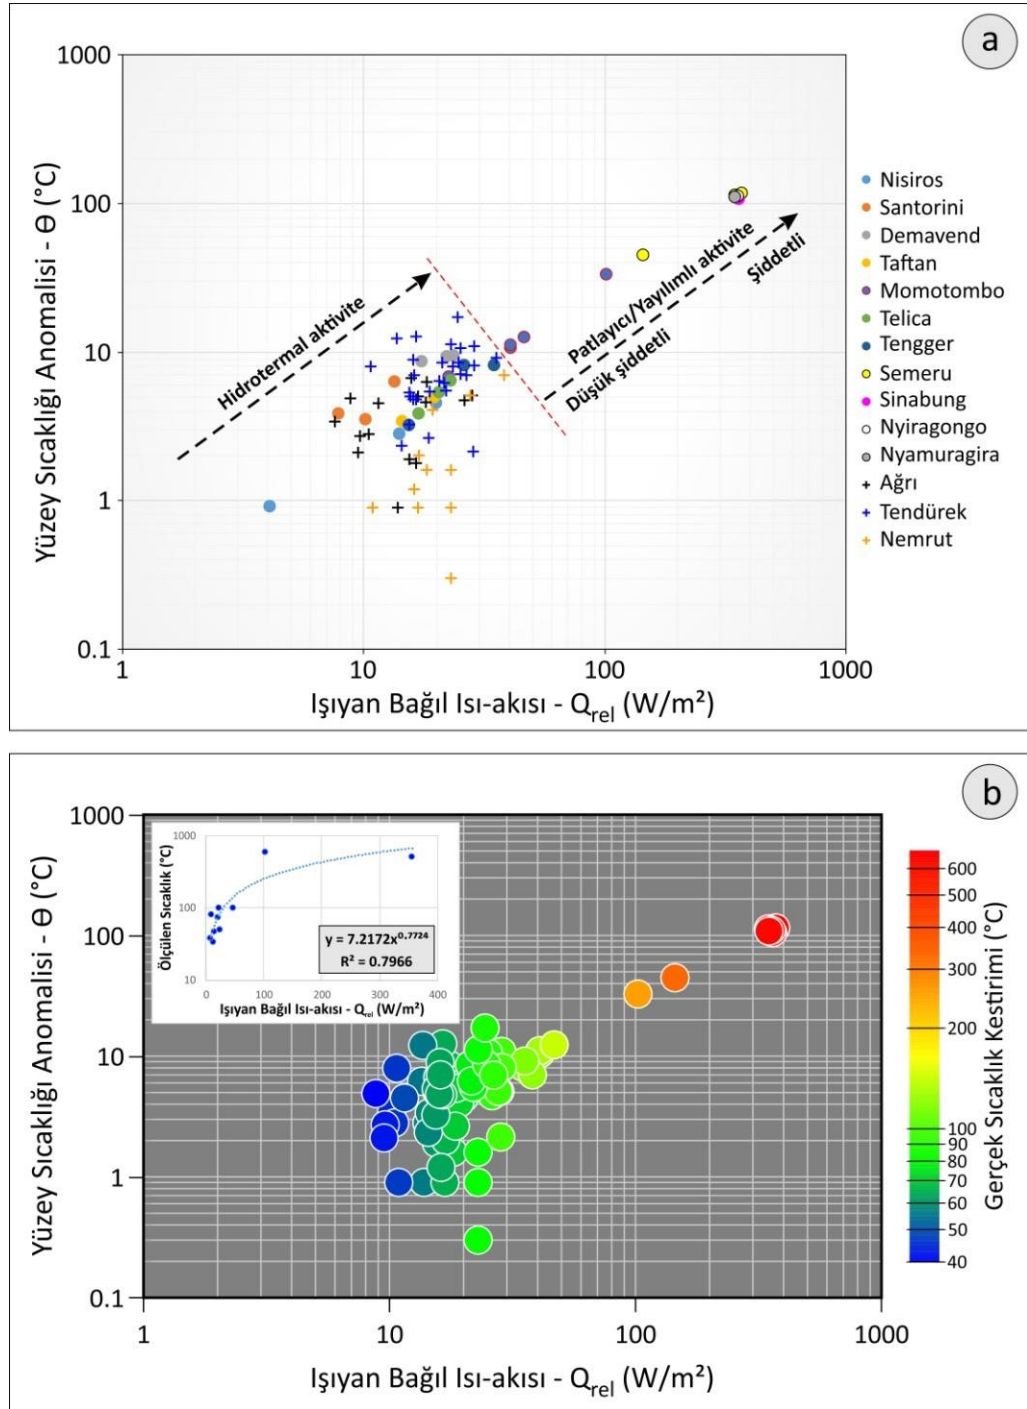 a
1000
100
10
1
0.1
1
10
100
1000
Yüzey Sıcaklığı Anomalisi - Ɵ (°C)
Işıyan Bağıl Isı-akısı - Qrel (W/m²)
Hidrotermal aktivite
Patlayıcı/Yayılımlı aktivite
Düşük şiddetli
Şiddetli
Nisiros
Santorini
Demavend
Taftan
Momotombo
Telica
Tengger
Semeru
Sinabung
Nyiragongo
Nyamuragira
Ağrı
Tendürek
Nemrut
b
1000
100
10
1
0.1
1
10
100
1000
Yüzey Sıcaklığı Anomalisi - Ɵ (°C)
Işıyan Bağıl Isı-akısı - Qrel (W/m²)
1000
100
10
0
100
200
300
400
Ölçülen Sıcaklık (°C)
Işıyan Bağıl Isı-akısı - Qrel (W/m²)
y = 7.2172x^0.7724
R² = 0.7966
600
500
400
300
200
100
90
80
70
60
50
40
Gerçek Sıcaklık Kestirimi (°C)